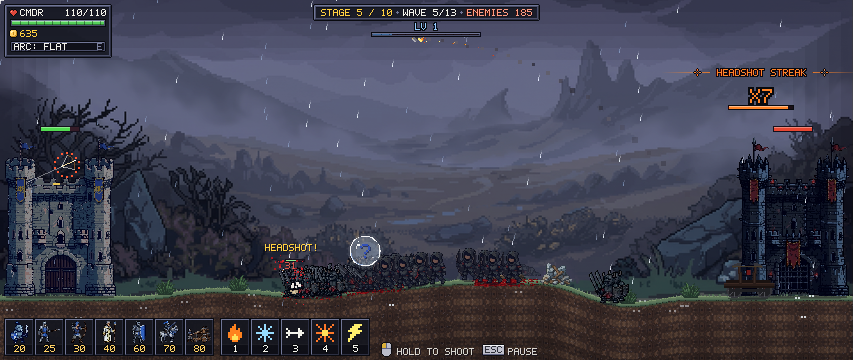 CMDR 110/110
635
ARC: FLAT E
STAGE 5 / 10 · WAVE 5/13 · ENEMIES 185
LV 1
HEADSHOT STREAK
X7
HEADSHOT!
?
20 25 30 40 60 70 80 1 2 3 4 5
HOLD TO SHOOT ESC PAUSE